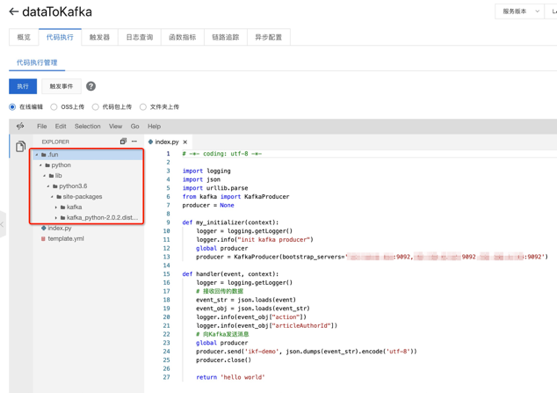 ← dataToKafka
服务版本
概览 代码执行 触发器 日志查询 函数指标 链路追踪 异步配置
代码执行管理
执行 触发事件 ?
在线编辑 OSS上传 代码包上传 文件夹上传
File Edit Selection View Go Help
EXPLORER
index.py ×
.fun
python
lib
python3.6
site-packages
kafka
kafka_python-2.0.2.dist...
index.py
template.yml
1 # -*- coding: utf-8 -*-
2
3 import logging
4 import json
5 import urllib.parse
6 from kafka import KafkaProducer
7 producer = None
8
9 def my_initializer(context):
10 logger = logging.getLogger()
11 logger.info("init kafka producer")
12 global producer
13 producer = KafkaProducer(bootstrap_servers=' :9092, :9092, :9092')
14
15 def handler(event, context):
16 logger = logging.getLogger()
17 # 接收回传的数据
18 event_str = json.loads(event)
19 event_obj = json.loads(event_str)
20 logger.info(event_obj["action"])
21 logger.info(event_obj["articleAuthorId"])
22 # 向Kafka发送消息
23 global producer
24 producer.send('ikf-demo', json.dumps(event_str).encode('utf-8'))
25 producer.close()
26
27 return 'hello world'